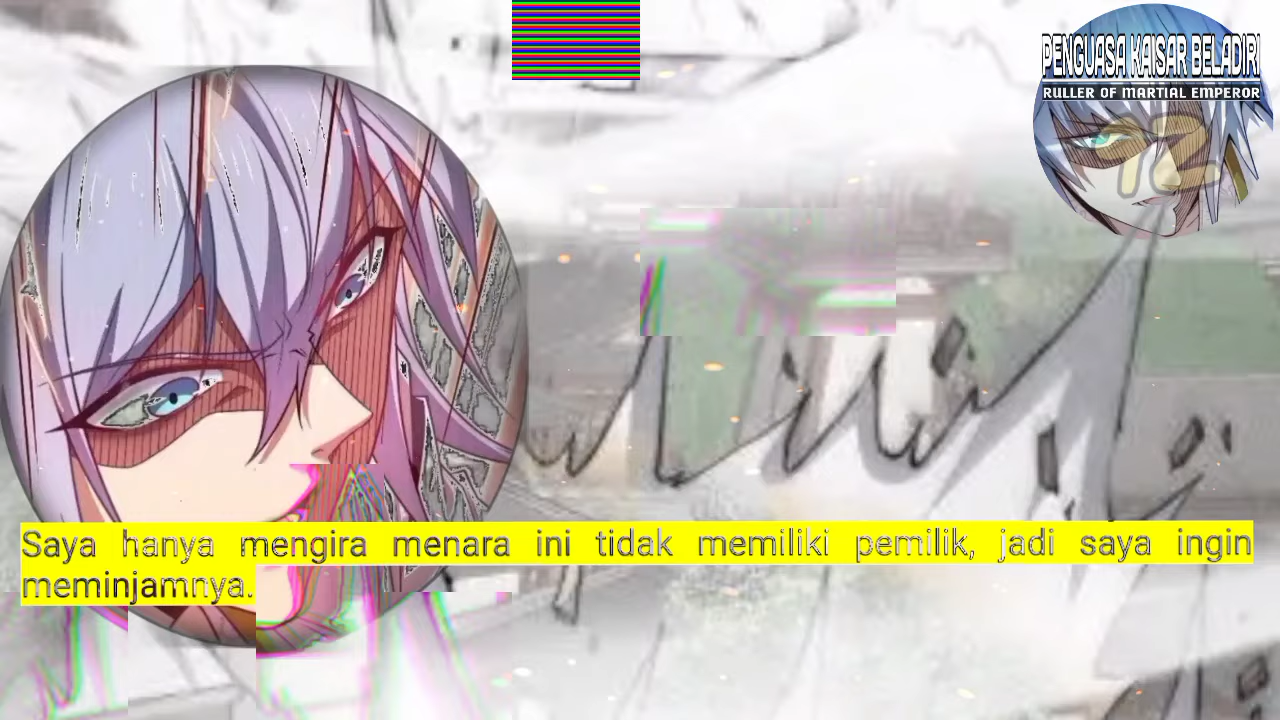 PENGUASA KAISAR BELADIRI
RULLER OF MARTIAL EMPEROR
Saya hanya mengira menara ini tidak memiliki pemilik, jadi saya ingin
meminjamnya.